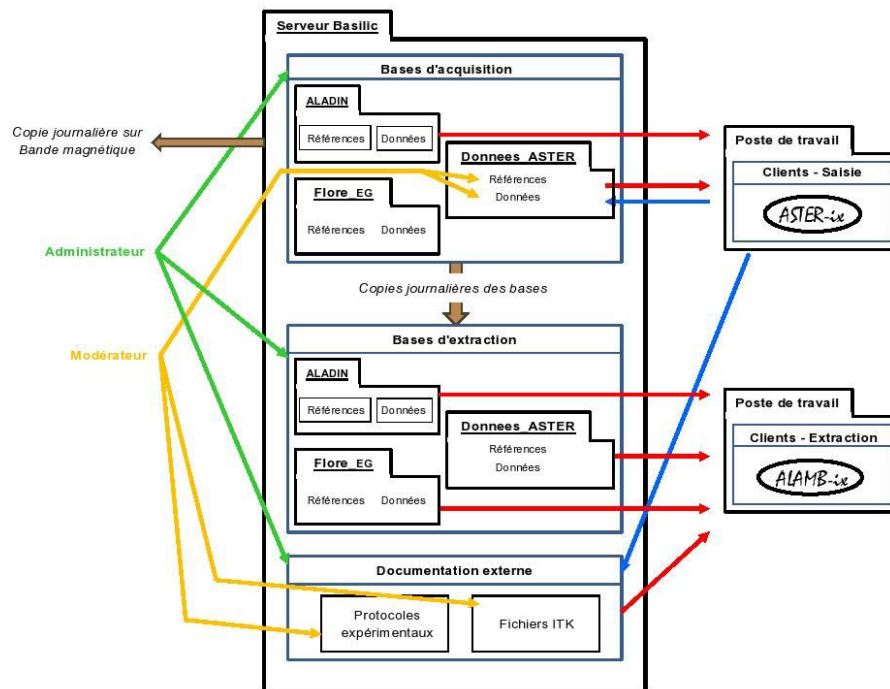 Serveur Basilic
Bases d'acquisition
ALADIN
Références Données
Donnees_ASTER
Références
Données
Flore_EG
Références Données
Copie journalière sur
Bande magnétique
Poste de travail
Clients - Saisie
ASTER-ix
Administrateur
Copies journalières des bases
Modérateur
Bases d'extraction
ALADIN
Références Données
Donnees_ASTER
Références
Données
Flore_EG
Références Données
Poste de travail
Clients - Extraction
ALAMB-ix
Documentation externe
Protocoles
expérimentaux
Fichiers ITK